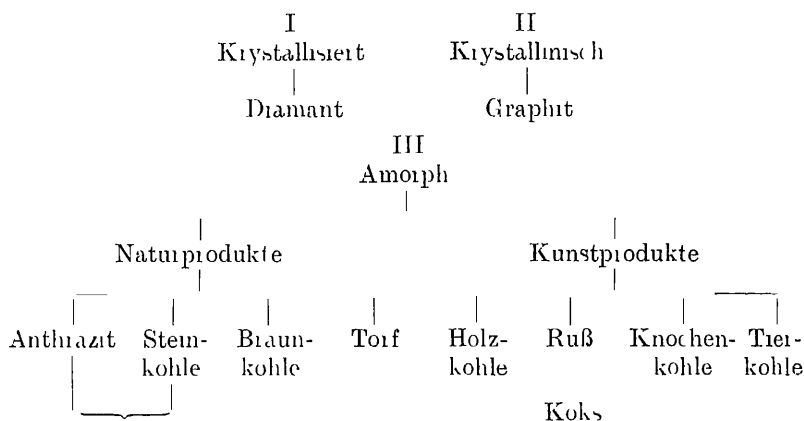 I II
Krystallisiert Krystallinisch
Diamant Graphit
III
Amorph
Naturprodukte Kunstprodukte
Anthrazit Stein- Braun- Torf Holz- Ruß Knochen- Tier-
kohle kohle kohle kohle kohle
Koks